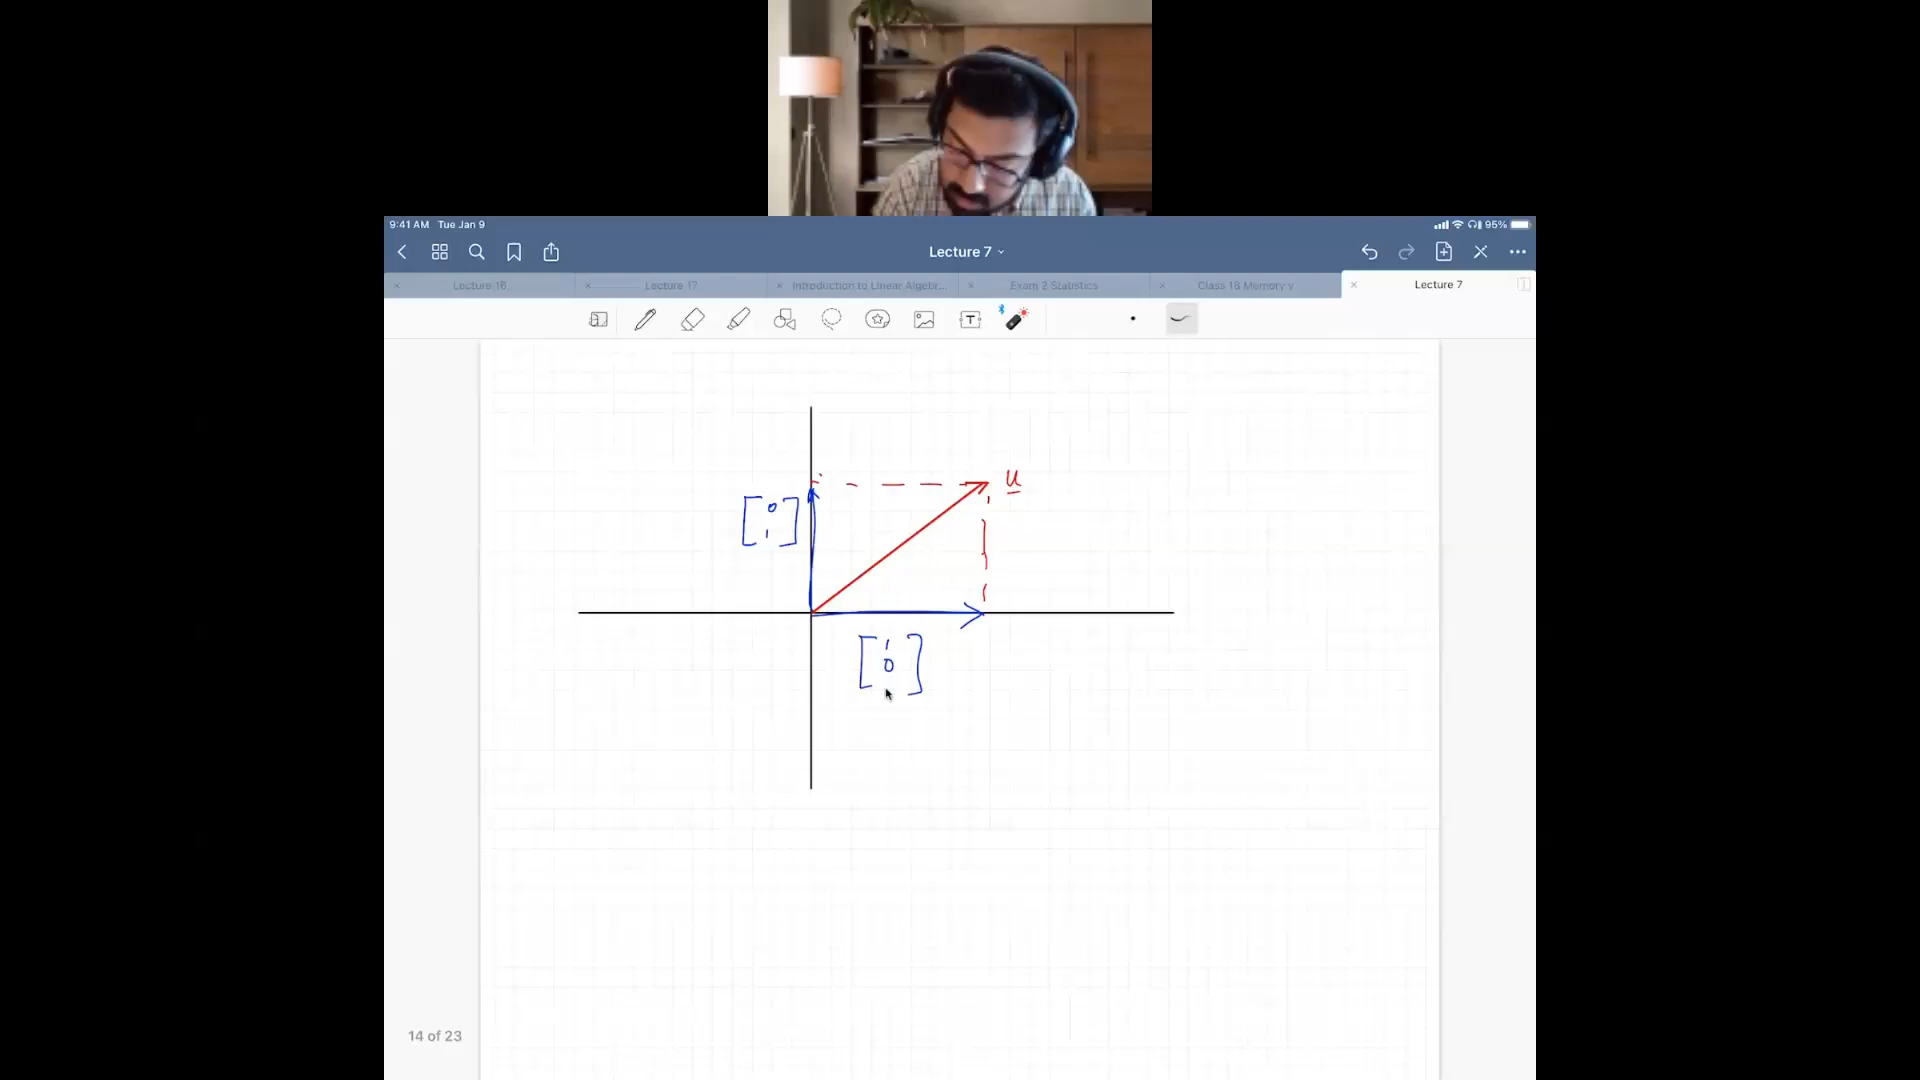 9:41 AM Tue Jan 9
95%
Lecture 7
Lecture 16
Lecture 17
Introduction to Linear Algebr...
Exam 2 Statistics
Class 18 Memory v
Lecture 7
T
u
0
1
1
0
14 of 23